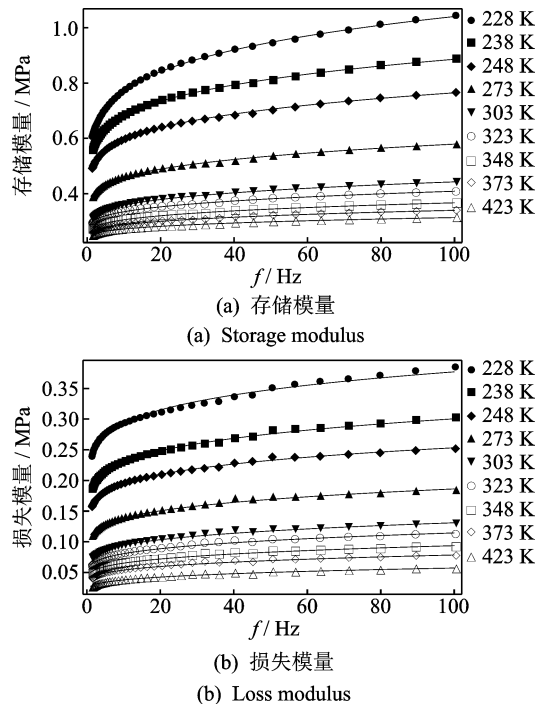 存储模量 / MPa
1.0
0.8
0.6
0.4
0 20 40 60 80 100
f / Hz
228 K
238 K
248 K
273 K
303 K
323 K
348 K
373 K
423 K
(a) 存储模量
(a) Storage modulus
损失模量 / MPa
0.35
0.30
0.25
0.20
0.15
0.10
0.05
0 20 40 60 80 100
f / Hz
228 K
238 K
248 K
273 K
303 K
323 K
348 K
373 K
423 K
(b) 损失模量
(b) Loss modulus